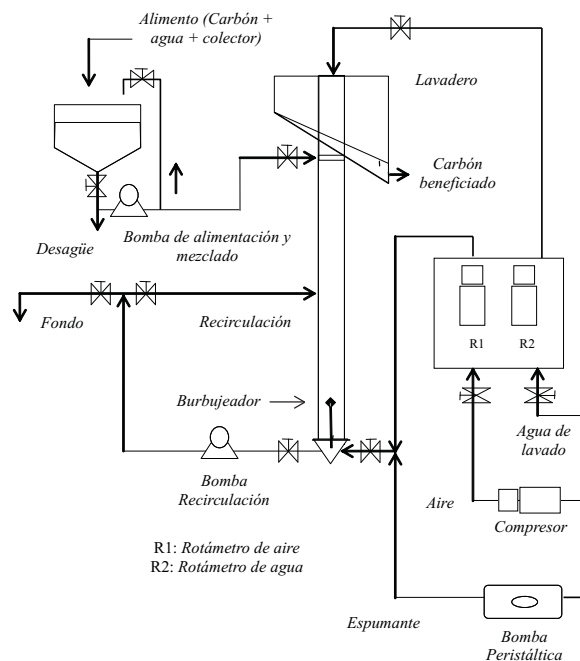 Alimento (Carbón +
agua + colector)
Lavadero
Carbón
beneficiado
Desagüe
Bomba de alimentación y
mezclado
Fondo
Recirculación
R1
R2
Burbujeador
Agua de
lavado
Bomba
Recirculación
Aire
Compresor
R1: Rotámetro de aire
R2: Rotámetro de agua
Espumante
Bomba
Peristáltica